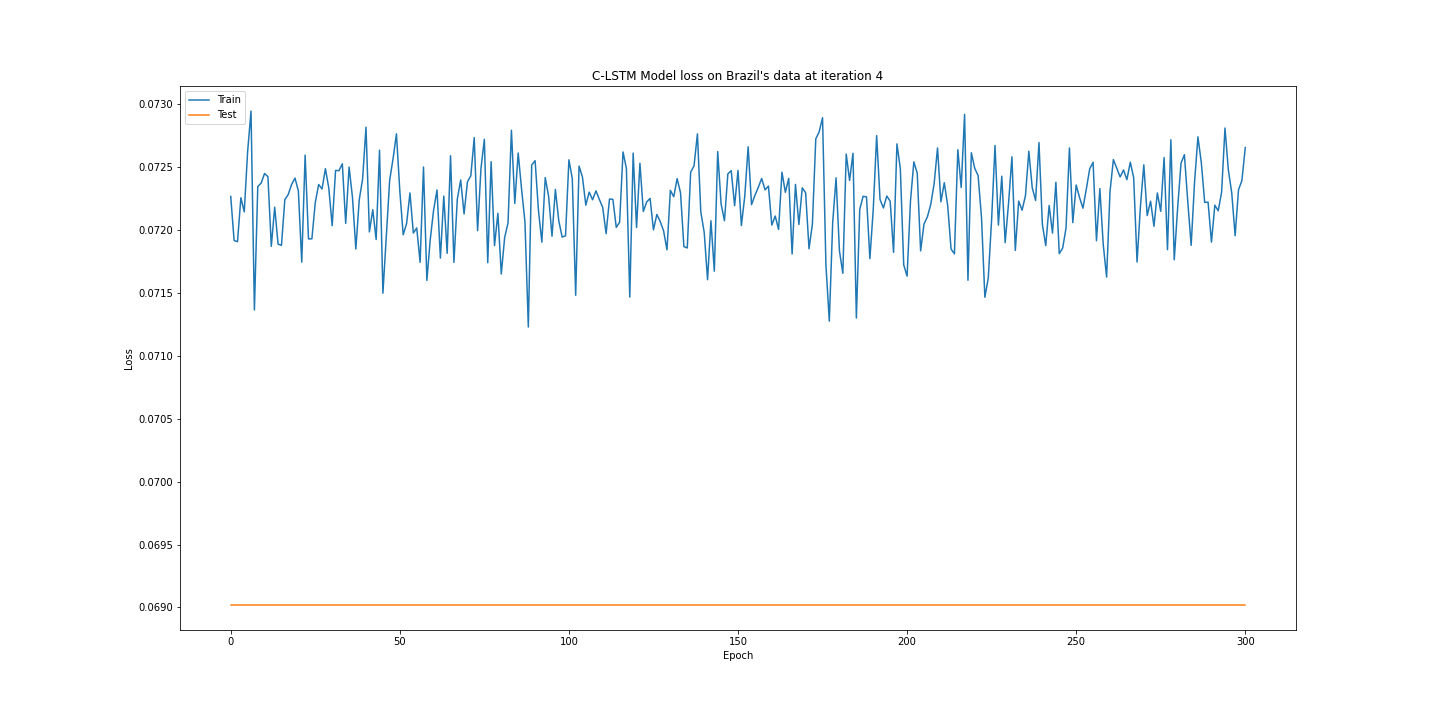 C-LSTM Model loss on Brazil's data at iteration 4
Train
Test
0.0730
0.0725
0.0720
0.0715
0.0710
0.0705
0.0700
0.0695
0.0690
Loss
0 50 100 150 200 250 300
Epoch